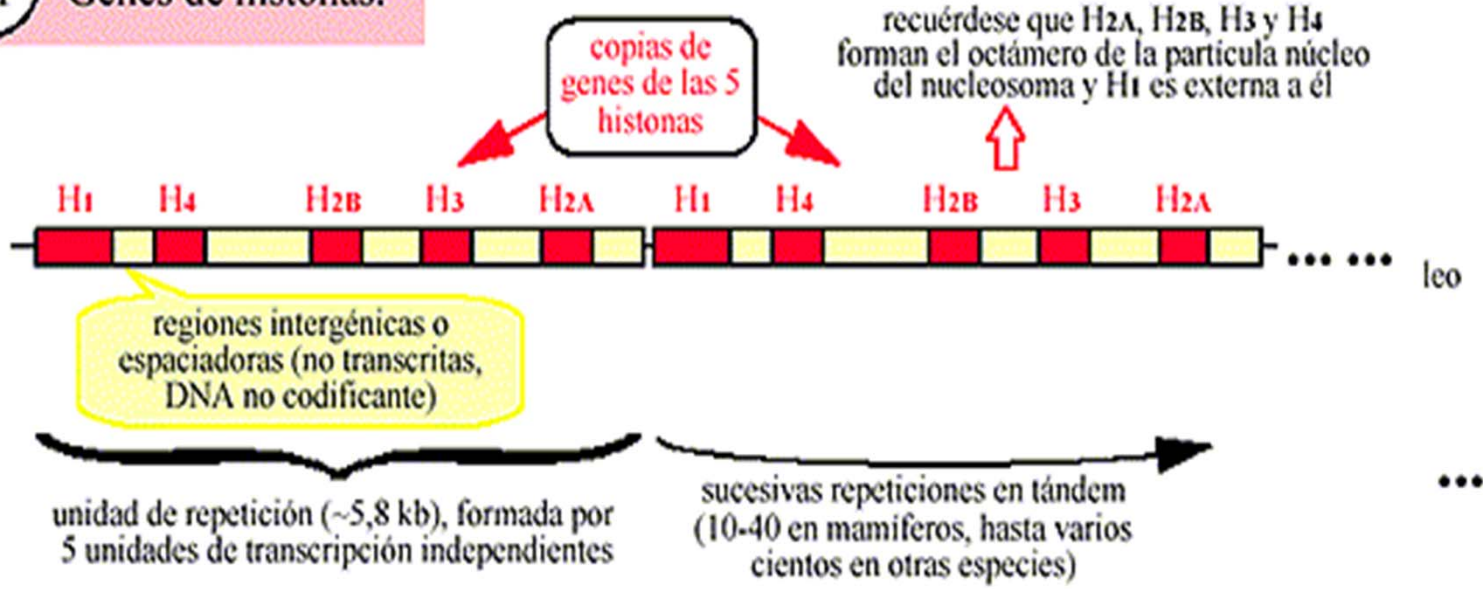 Genes de histonas.
copias de
genes de las 5
histonas
recuérdese que H2A, H2B, H3 y H4
forman el octámero de la partícula núcleo
del nucleosoma y H1 es externa a él
H1 H4 H2B H3 H2A H1 H4 H2B H3 H2A
...... leo
regiones intergénicas o
espaciadoras (no transcritas,
DNA no codificante)
unidad de repetición (~5,8 kb), formada por
5 unidades de transcripción independientes
sucesivas repeticiones en tándem
(10-40 en mamíferos, hasta varios
cientos en otras especies)
...